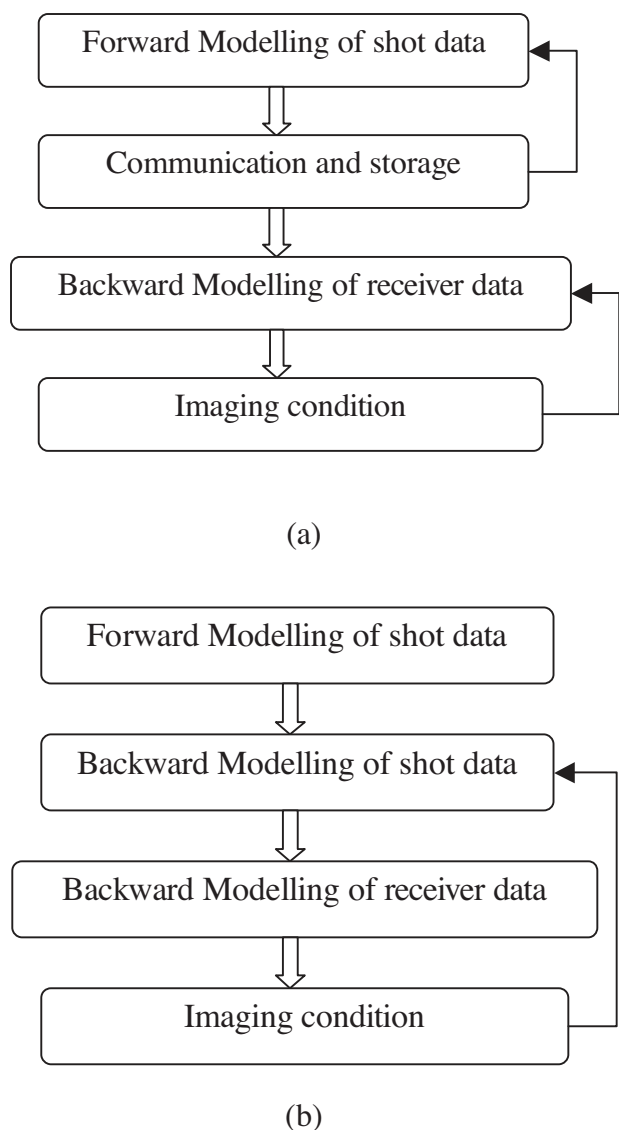 Forward Modelling of shot data
Communication and storage
Backward Modelling of receiver data
Imaging condition
(a)
Forward Modelling of shot data
Backward Modelling of shot data
Backward Modelling of receiver data
Imaging condition
(b)